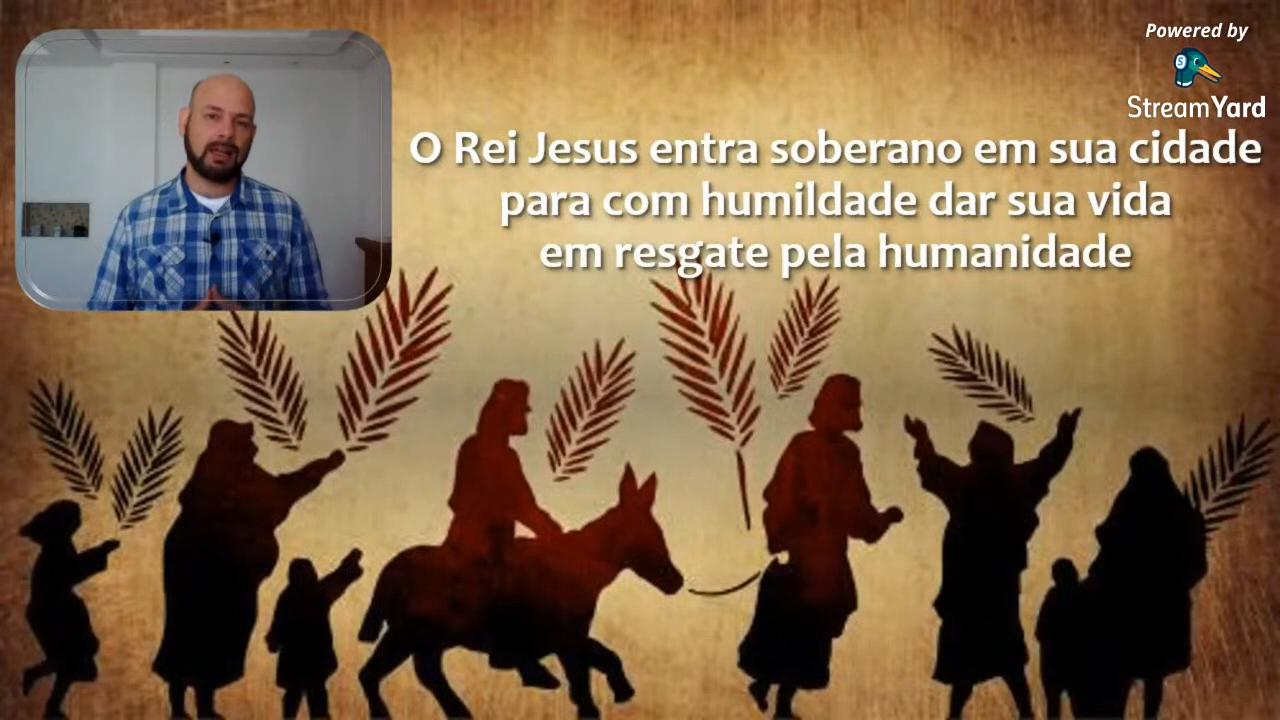 Powered by
StreamYard
O Rei Jesus entra soberano em sua cidade
para com humildade dar sua vida
em resgate pela humanidade